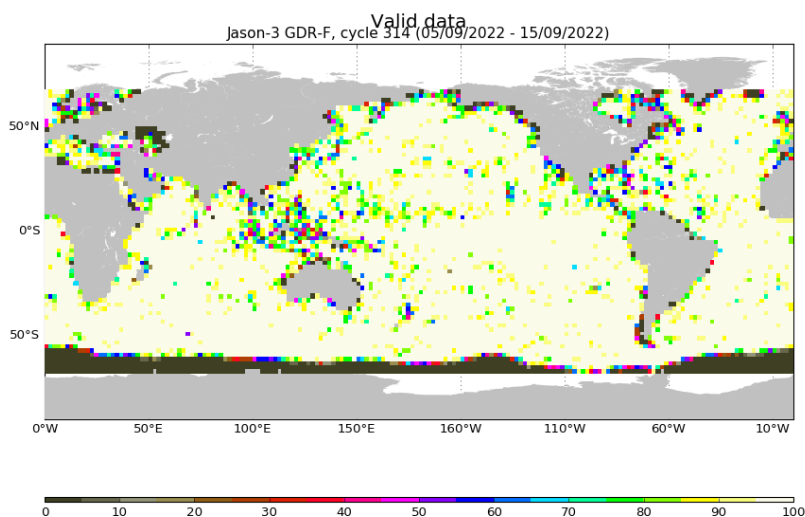 Valid data
Jason-3 GDR-F, cycle 314 (05/09/2022 - 15/09/2022)
50°N
0°S
50°S
0°W 50°E 100°E 150°E 160°W 110°W 60°W 10°W
0 10 20 30 40 50 60 70 80 90 100